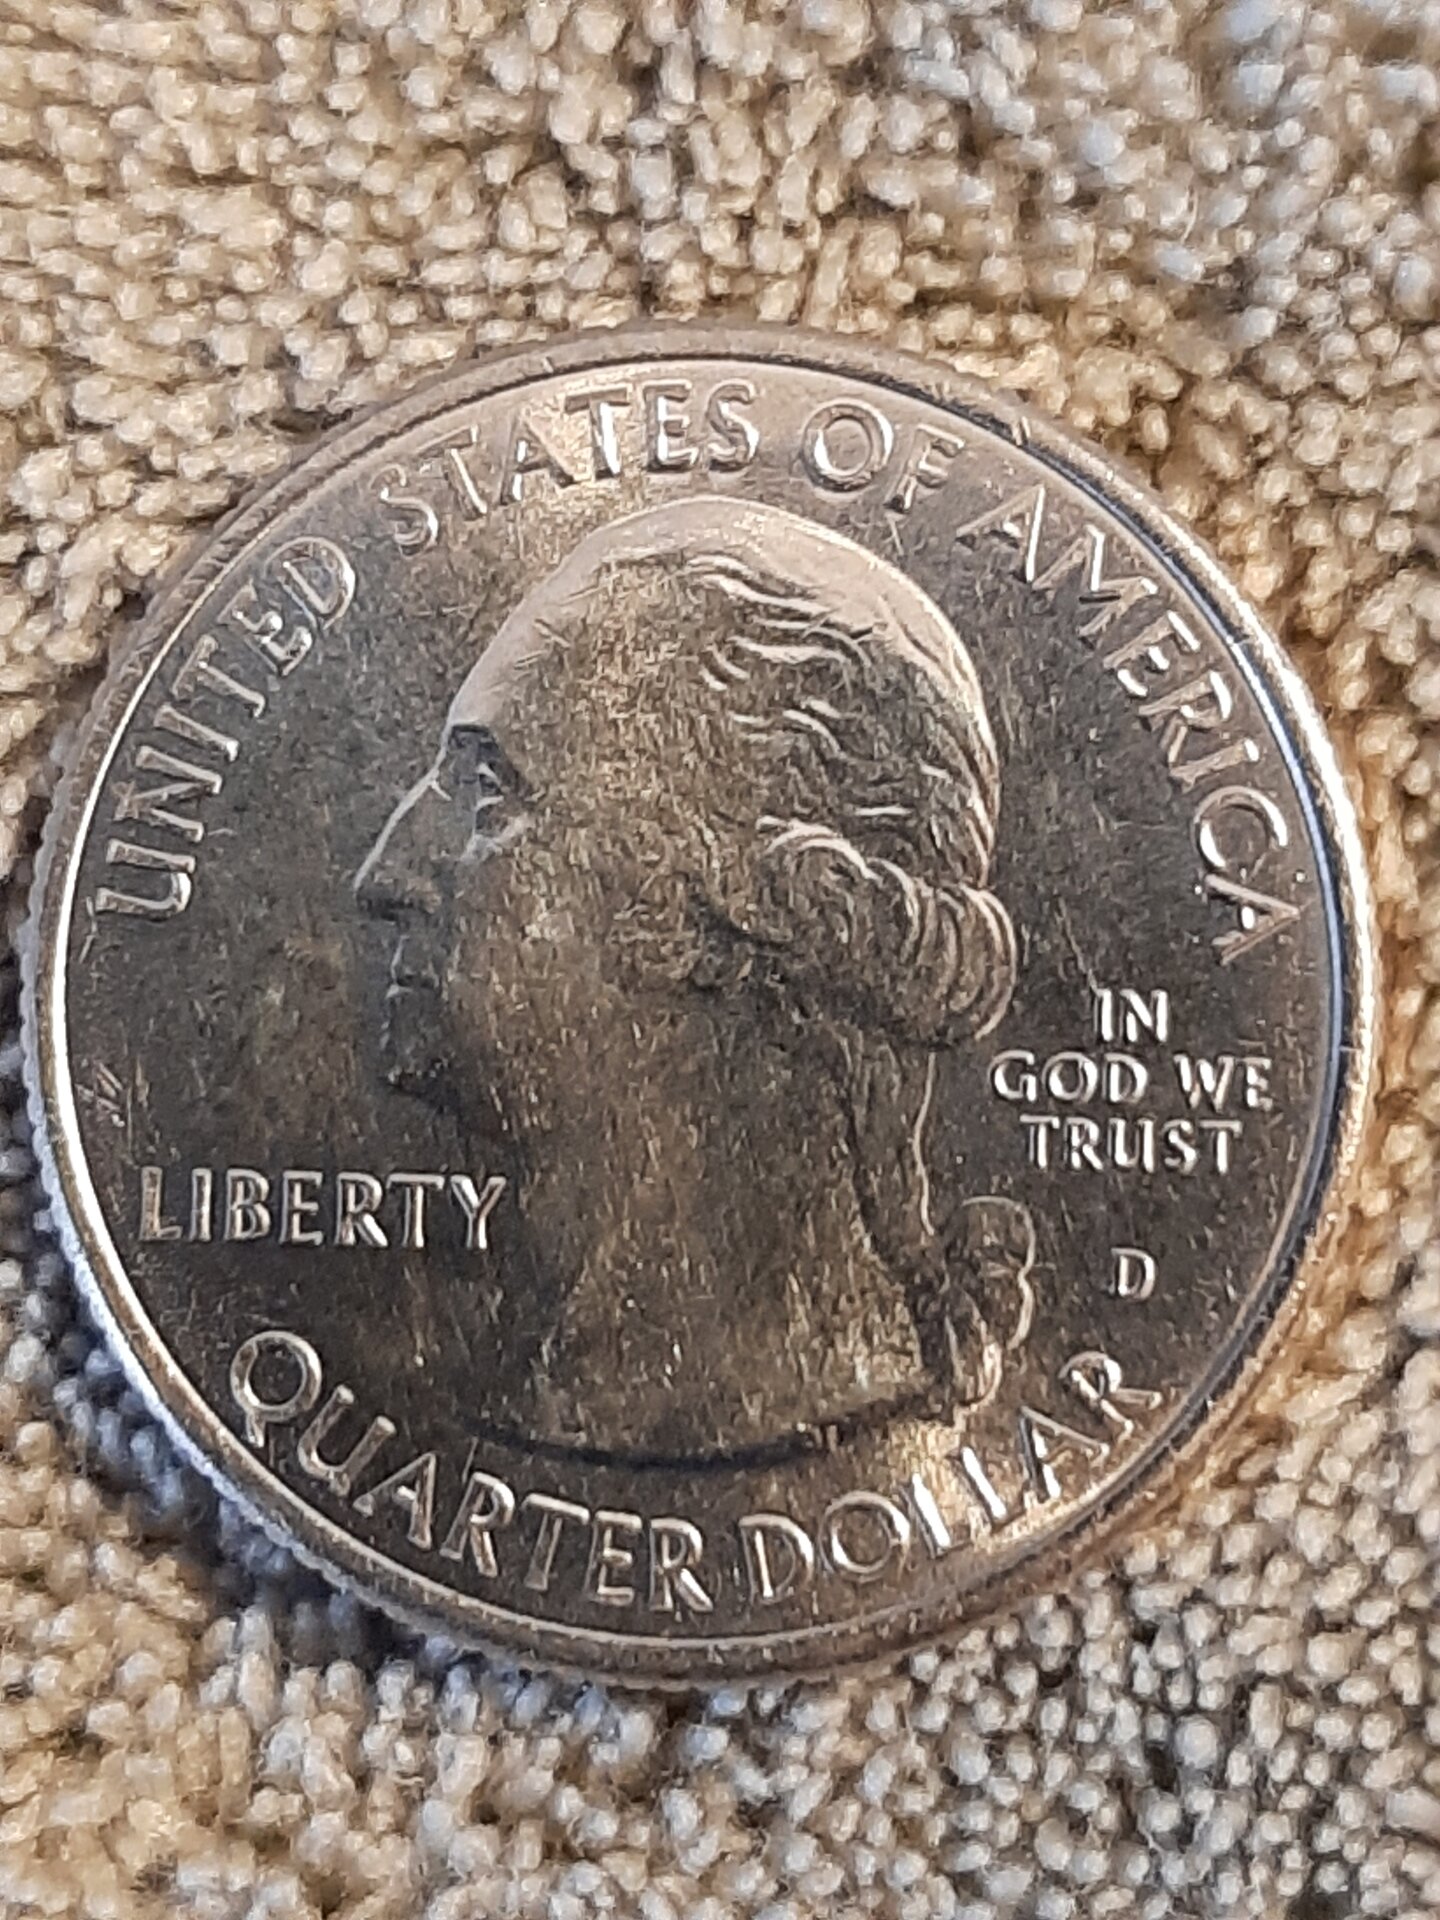 UNITED STATES OF AMERICA
IN
GOD WE
TRUST
LIBERTY
D
QUARTER DOLLAR